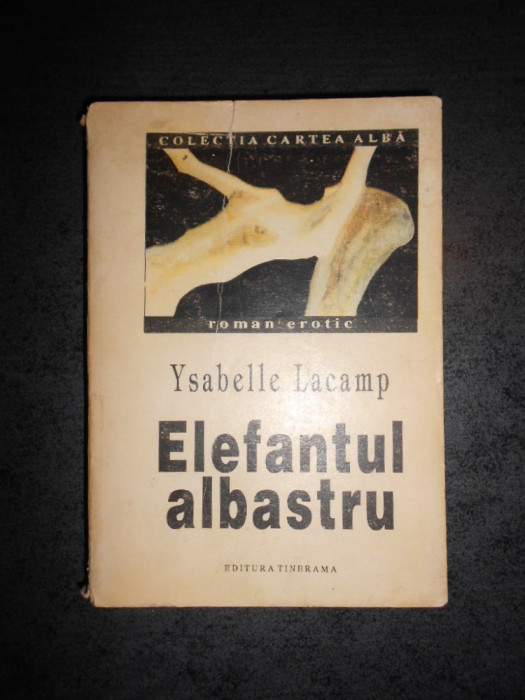 COLECTIA CARTEA ALBĂ
roman erotic
Ysabelle Lacamp
Elefantul
albastru
EDITURA TINERAMA